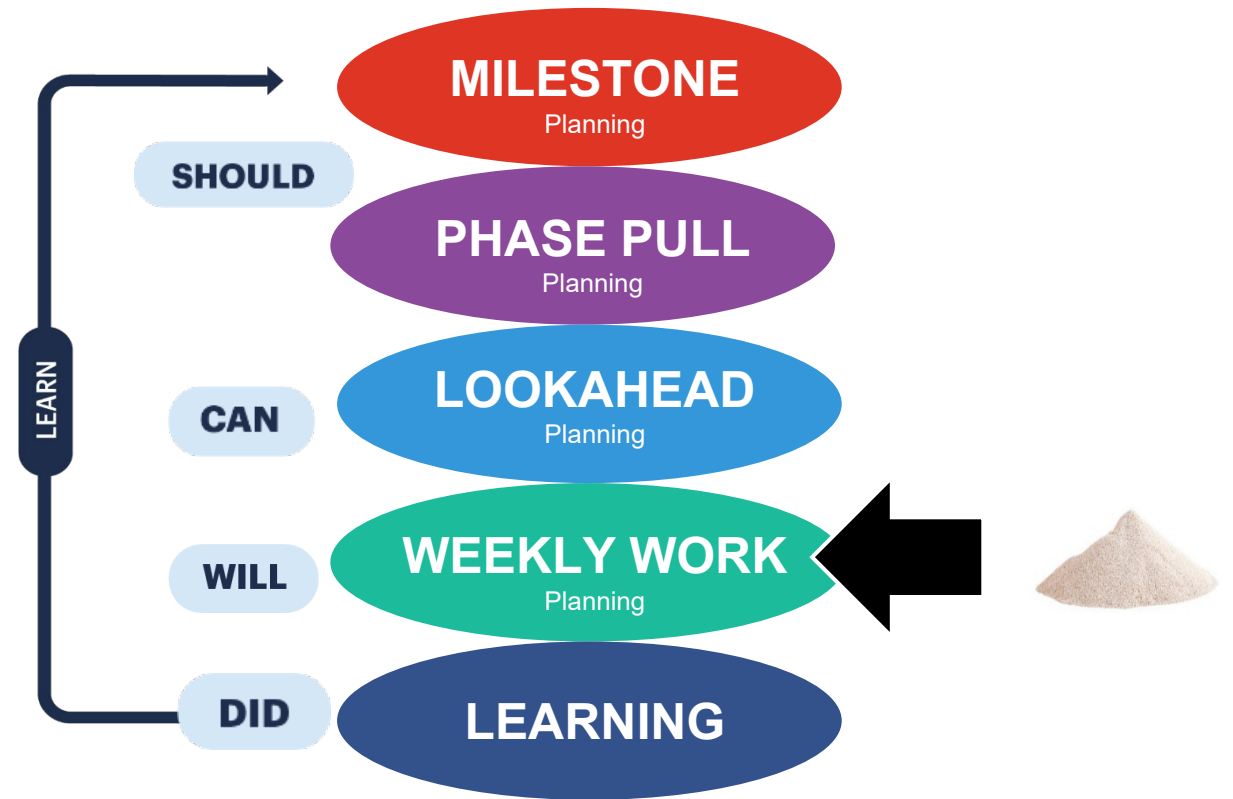 MILESTONE
Planning
SHOULD
PHASE PULL
Planning
LEARN
LOOKAHEAD
CAN
Planning
WEEKLY WORK
WILL
Planning
DID
LEARNING